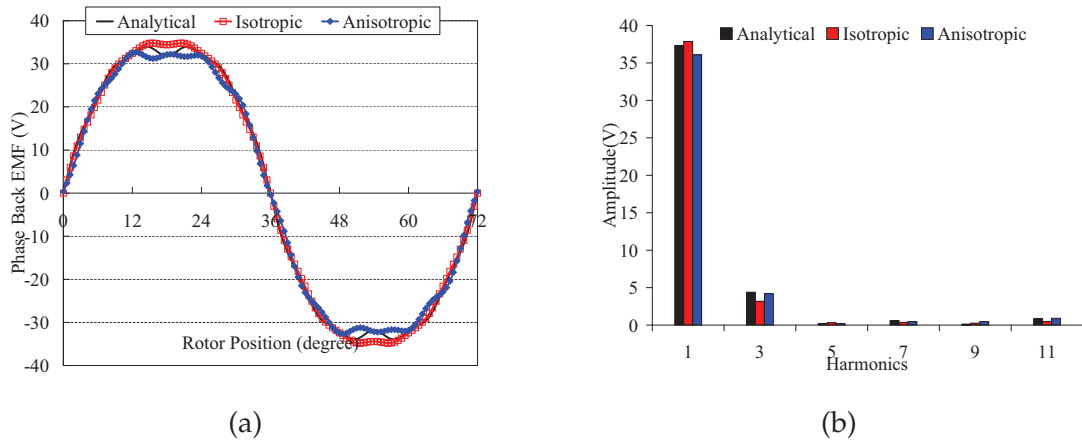 Analytical Isotropic Anisotropic
40
30
20
10
0
-10
-20
-30
-40
0 12 24 36 48 60 72
Phase Back EMF (V)
Rotor Position (degree)
(a)
Analytical Isotropic Anisotropic
40
35
30
25
20
15
10
5
0
Amplitude(V)
1 3 5 7 9 11
Harmonics
(b)